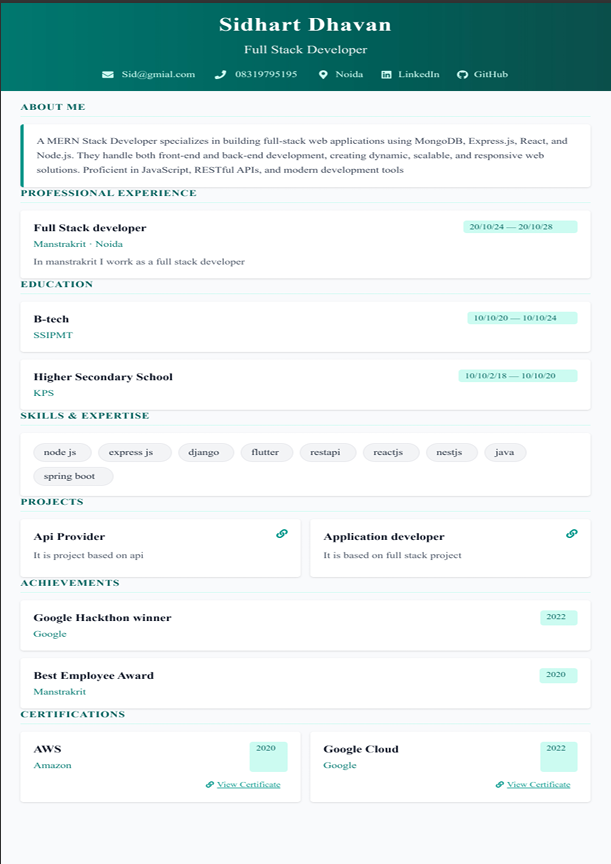 Sidhart Dhavan
Full Stack Developer
Sid@gmial.com 08319795195 Noida LinkedIn GitHub
ABOUT ME
A MERN Stack Developer specializes in building full-stack web applications using MongoDB, Express.js, React, and
Node.js. They handle both front-end and back-end development, creating dynamic, scalable, and responsive web
solutions. Proficient in JavaScript, RESTful APIs, and modern development tools
PROFESSIONAL EXPERIENCE
Full Stack developer 20/10/24 — 20/10/28
Manstrakrit · Noida
In manstrakrit I worrk as a full stack developer
EDUCATION
B-tech 10/10/20 — 10/10/24
SSIPMT
Higher Secondary School 10/10/2/18 — 10/10/20
KPS
SKILLS & EXPERTISE
node js express js django flutter restapi reactjs nestjs java
spring boot
PROJECTS
Api Provider
It is project based on api
Application developer
It is based on full stack project
ACHIEVEMENTS
Google Hackthon winner 2022
Google
Best Employee Award 2020
Manstrakrit
CERTIFICATIONS
AWS 2020
Amazon
View Certificate
Google Cloud 2022
Google
View Certificate